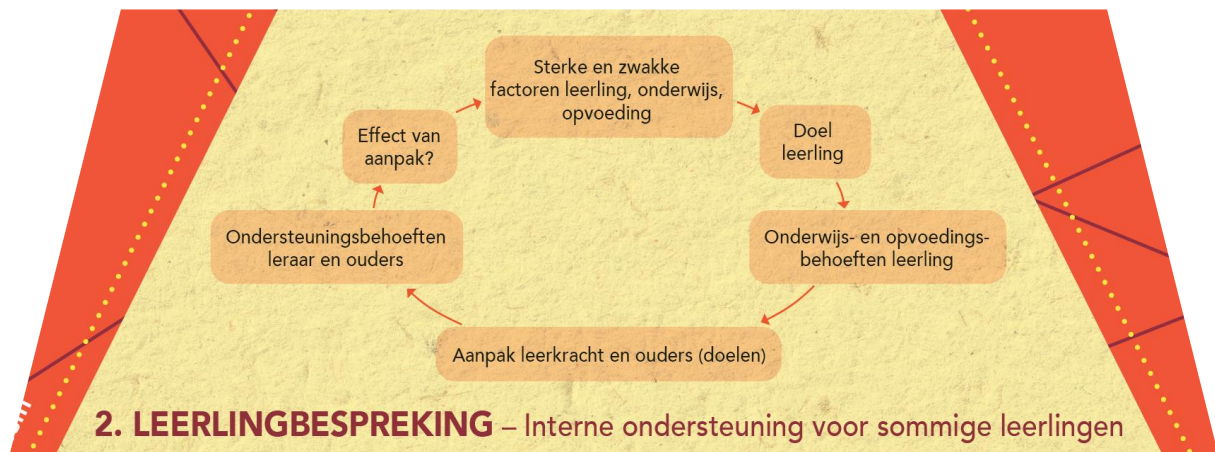 Sterke en zwakke
factoren leerling, onderwijs,
opvoeding
Doel
leerling
Onderwijs- en opvoedings-
behoeften leerling
Aanpak leerkracht en ouders (doelen)
Ondersteuningsbehoeften
leraar en ouders
Effect van
aanpak?
2. LEERLINGBESPREKING – Interne ondersteuning voor sommige leerlingen